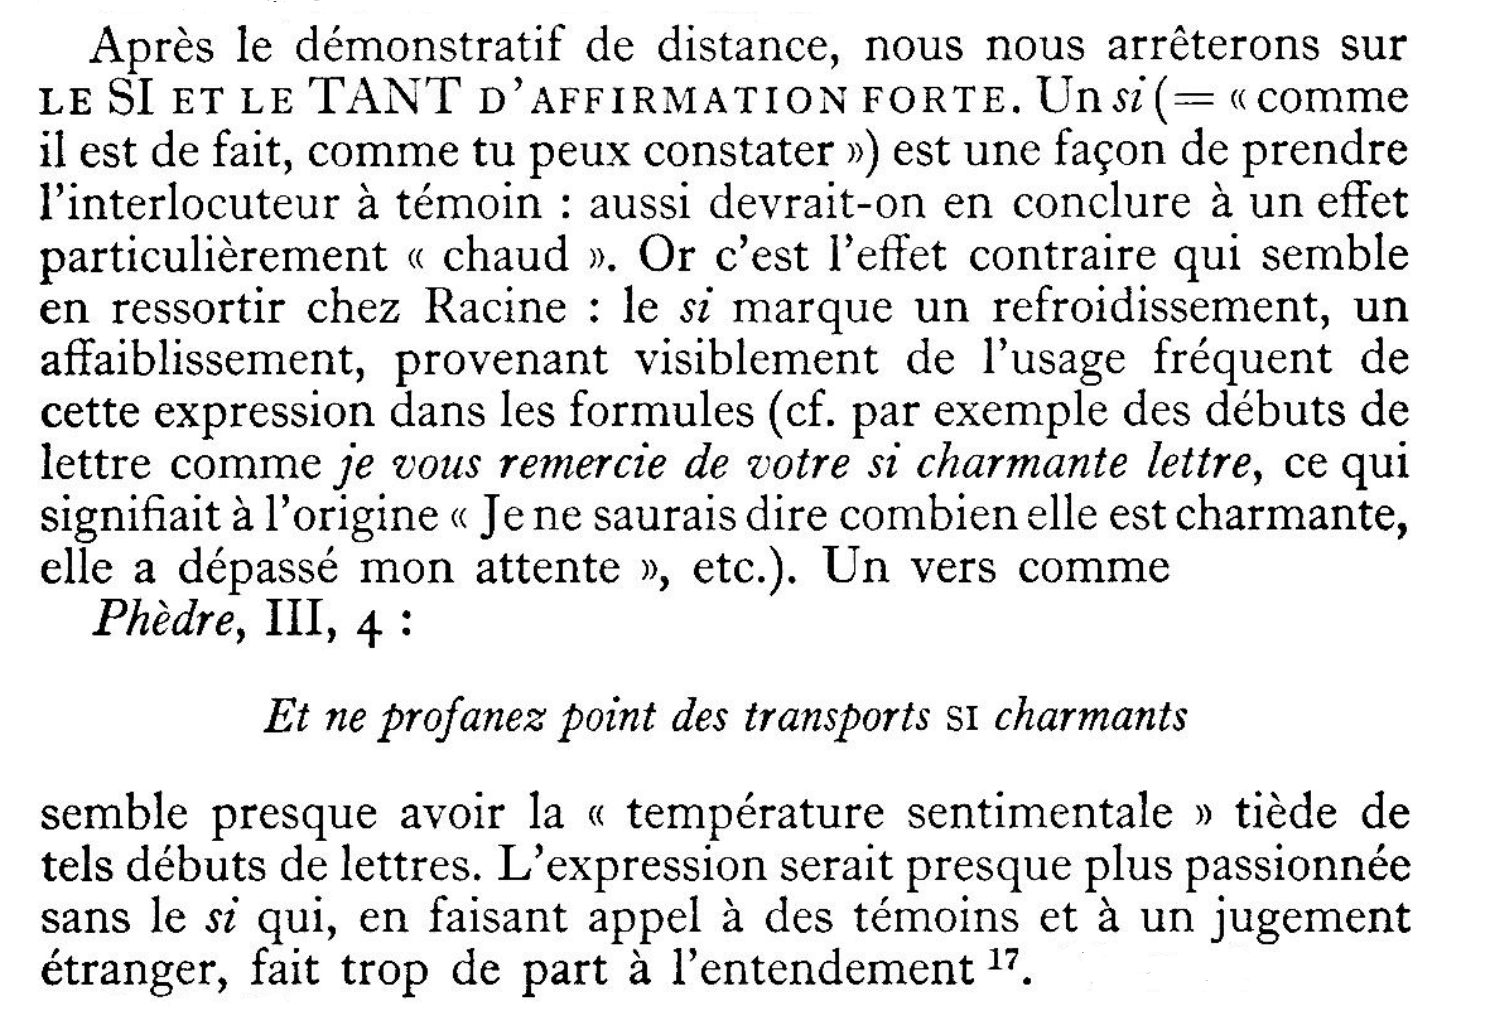 Après le démonstratif de distance, nous nous arrêterons sur
LE SI ET LE TANT D'AFFIRMATION FORTE. Un si (= « comme
il est de fait, comme tu peux constater ») est une façon de prendre
l'interlocuteur à témoin : aussi devrait-on en conclure à un effet
particulièrement « chaud ». Or c'est l'effet contraire qui semble
en ressortir chez Racine : le si marque un refroidissement, un
affaiblissement, provenant visiblement de l'usage fréquent de
cette expression dans les formules (cf. par exemple des débuts de
lettre comme je vous remercie de votre si charmante lettre, ce qui
signifiait à l'origine « Je ne saurais dire combien elle est charmante,
elle a dépassé mon attente », etc.). Un vers comme
Phèdre, III, 4 :
Et ne profanez point des transports SI charmants
semble presque avoir la « température sentimentale » tiède de
tels débuts de lettres. L'expression serait presque plus passionnée
sans le si qui, en faisant appel à des témoins et à un jugement
étranger, fait trop de part à l'entendement 17.